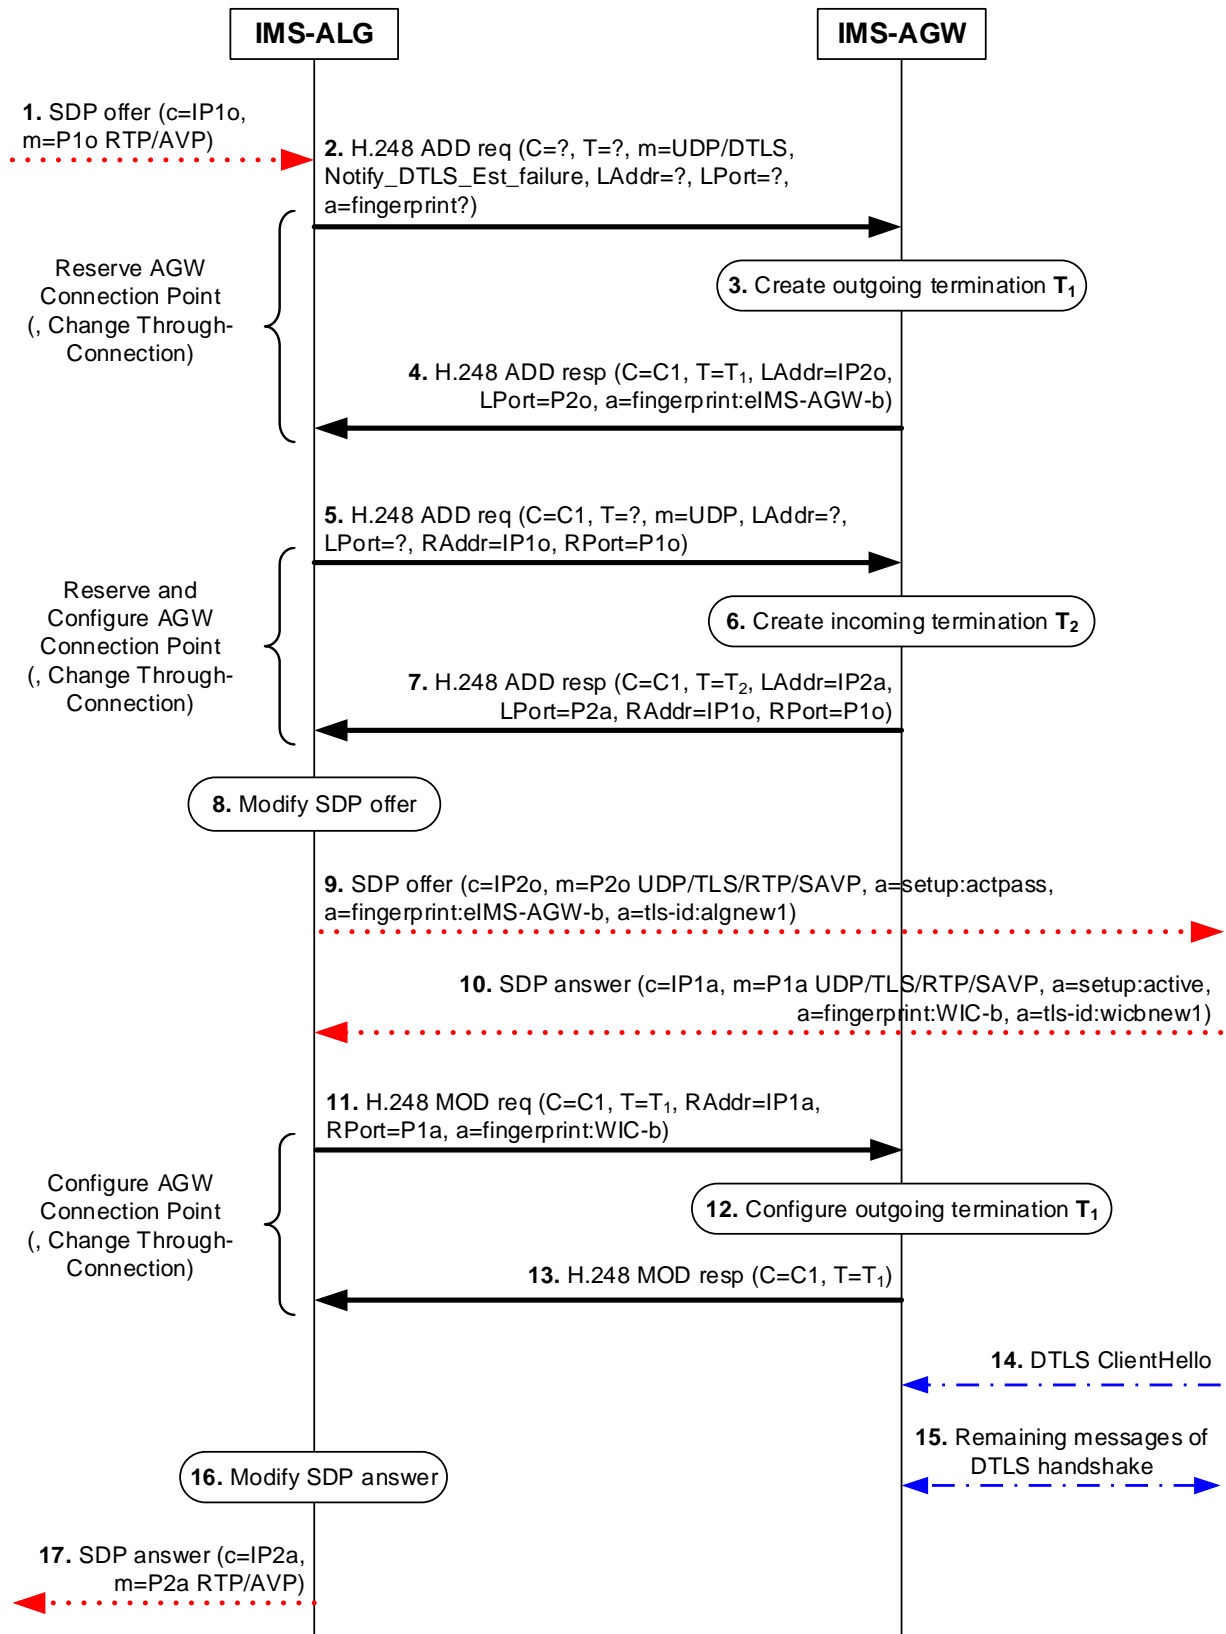 IMS-ALG
IMS-AGW
1. SDP offer (c=IP1o,
m=P1o RTP/AVP)
2. H.248 ADD req (C=?, T=?, m=UDP/DTLS,
Notify_DTLS_Est_failure, LAddr=?, LPort=?,
a=fingerprint?)
Reserve AGW
Connection Point
(, Change Through-
Connection)
3. Create outgoing termination T1
4. H.248 ADD resp (C=C1, T=T1, LAddr=IP2o,
LPort=P2o, a=fingerprint:eIMS-AGW-b)
5. H.248 ADD req (C=C1, T=?, m=UDP, LAddr=?,
LPort=?, RAddr=IP1o, RPort=P1o)
Reserve and
Configure AGW
Connection Point
(, Change Through-
Connection)
6. Create incoming termination T2
7. H.248 ADD resp (C=C1, T=T2, LAddr=IP2a,
LPort=P2a, RAddr=IP1o, RPort=P1o)
8. Modify SDP offer
9. SDP offer (c=IP2o, m=P2o UDP/TLS/RTP/SAVP, a=setup:actpass,
a=fingerprint:eIMS-AGW-b, a=tls-id:algnew1)
10. SDP answer (c=IP1a, m=P1a UDP/TLS/RTP/SAVP, a=setup:active,
a=fingerprint:WIC-b, a=tls-id:wicbnew1)
11. H.248 MOD req (C=C1, T=T1, RAddr=IP1a,
RPort=P1a, a=fingerprint:WIC-b)
Configure AGW
Connection Point
(, Change Through-
Connection)
12. Configure outgoing termination T1
13. H.248 MOD resp (C=C1, T=T1)
14. DTLS ClientHello
15. Remaining messages of
DTLS handshake
16. Modify SDP answer
17. SDP answer (c=IP2a,
m=P2a RTP/AVP)